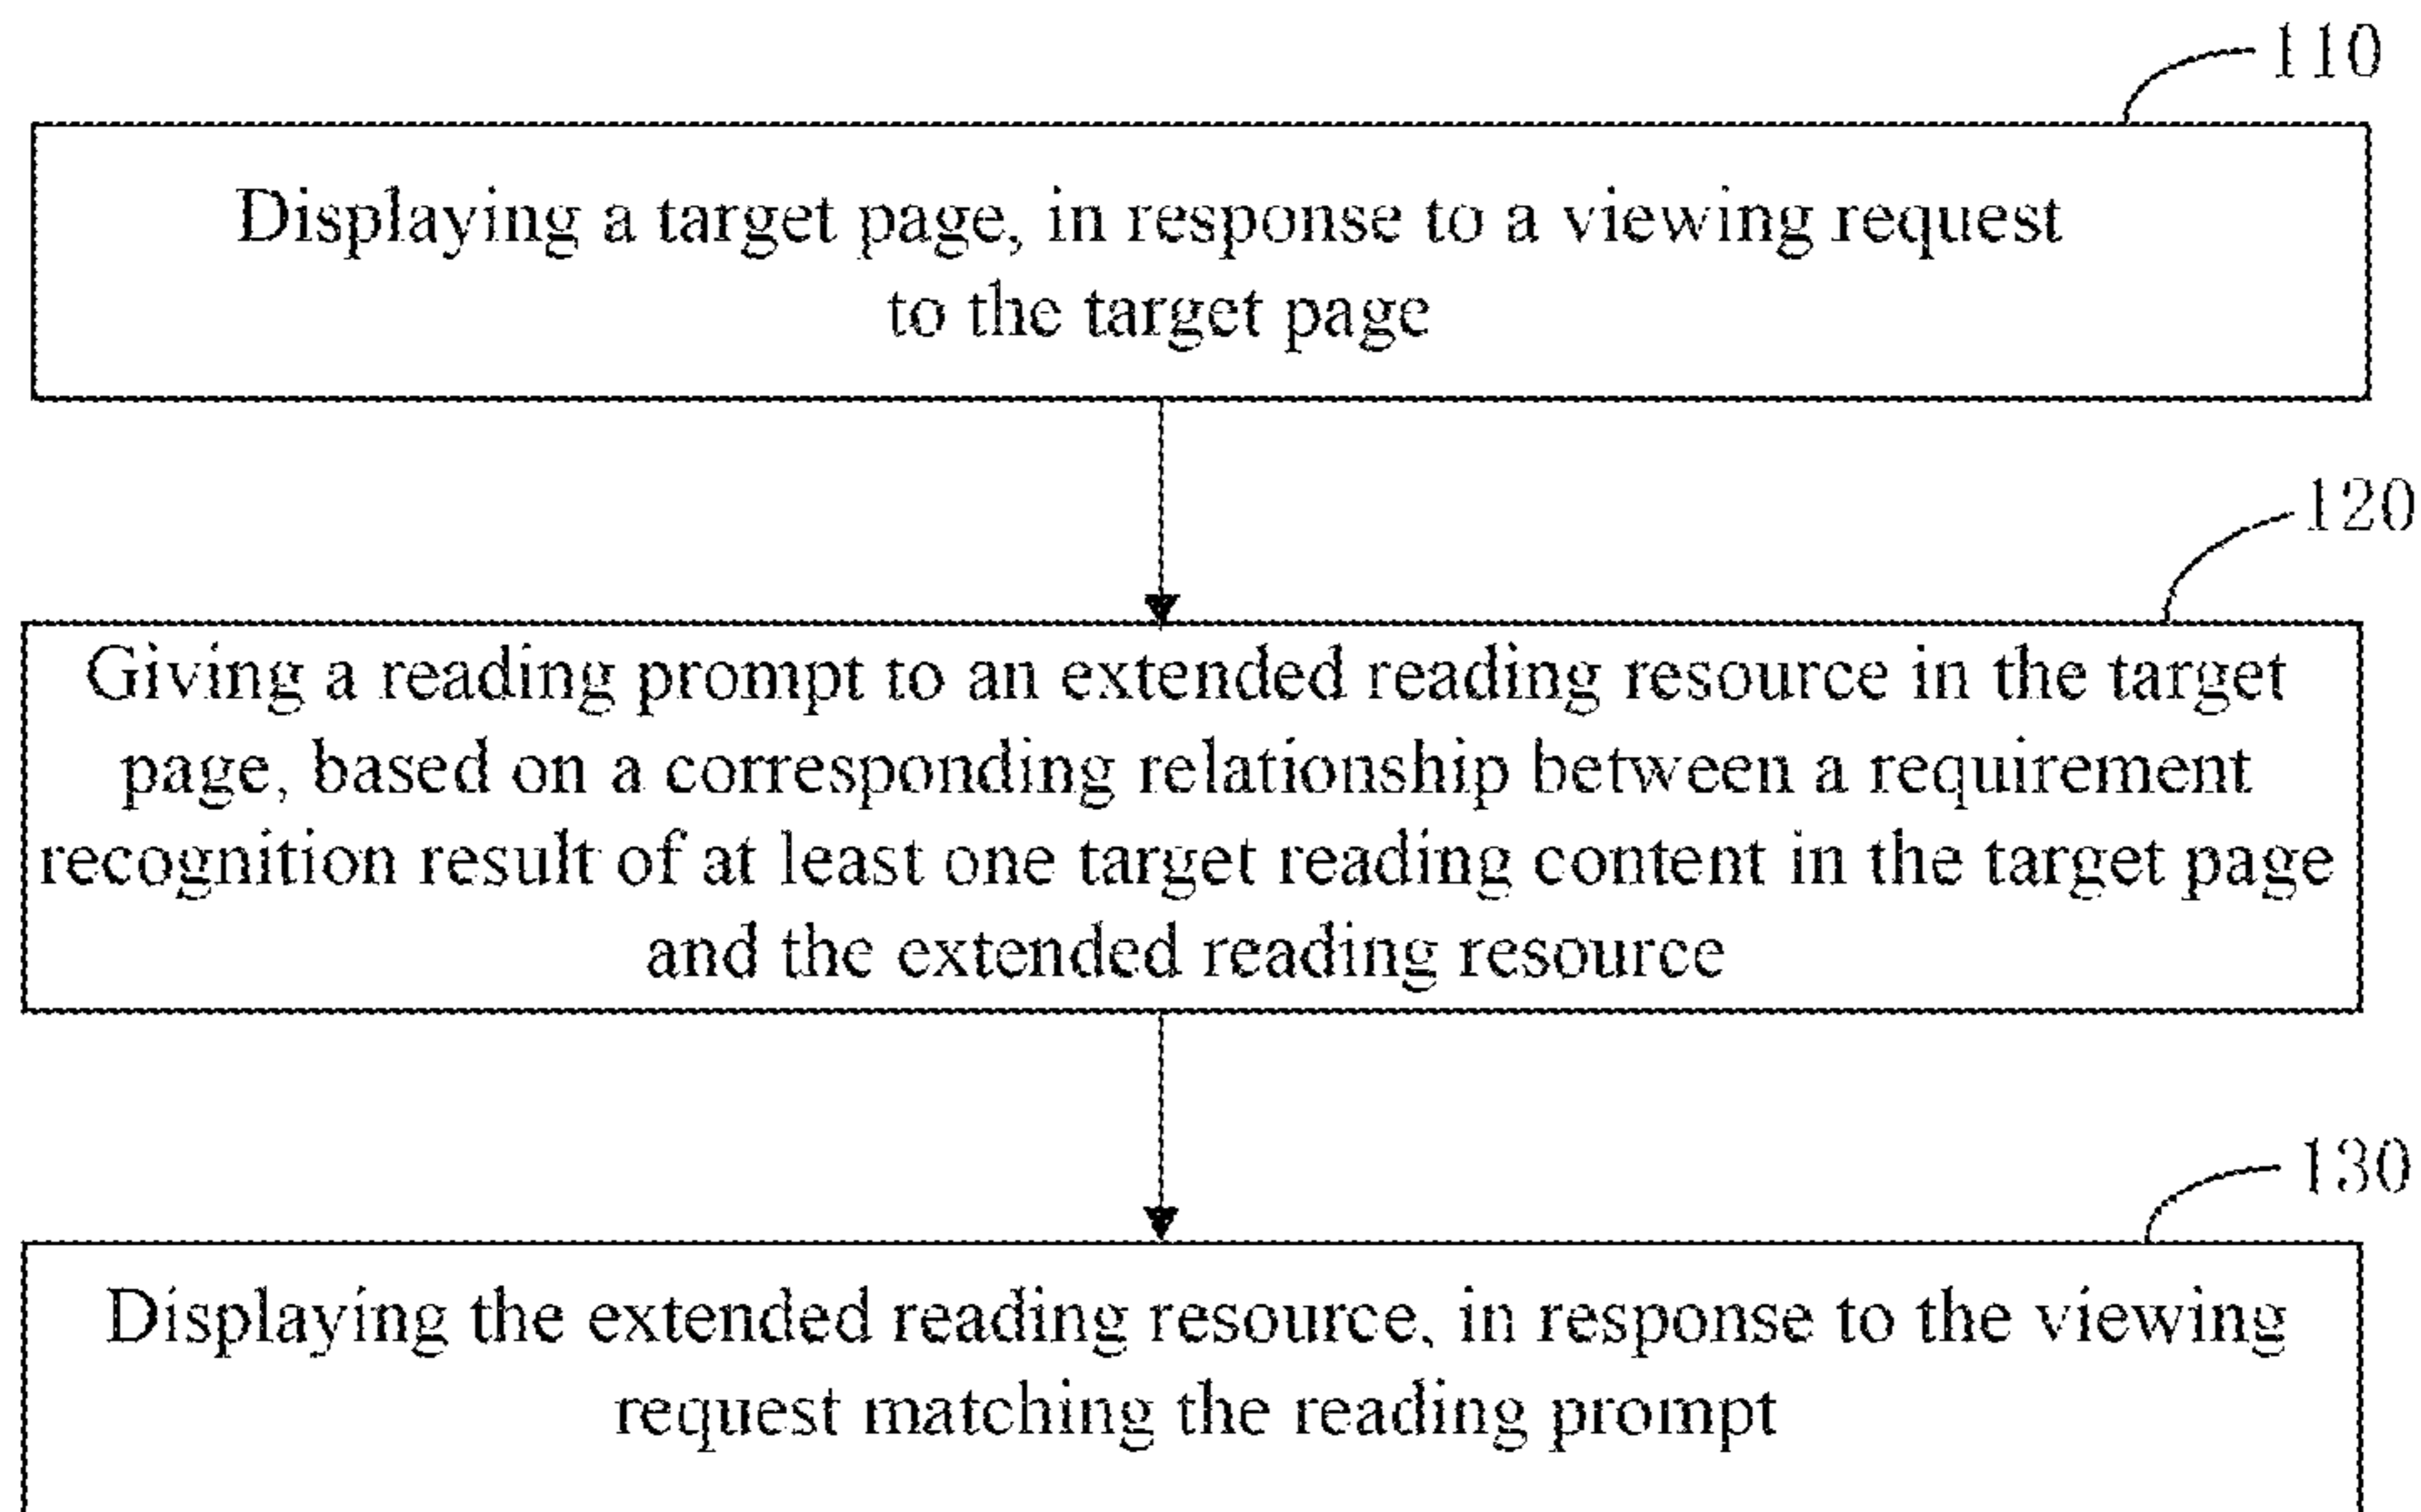 110
Displaying a target page, in response to a viewing request
to the target page
120
Giving a reading prompt to an extended reading resource in the target
page, based on a corresponding relationship between a requirement
recognition result of at least one target reading content in the target page
and the extended reading resource
130
Displaying the extended reading resource, in response to the viewing
request matching the reading prompt